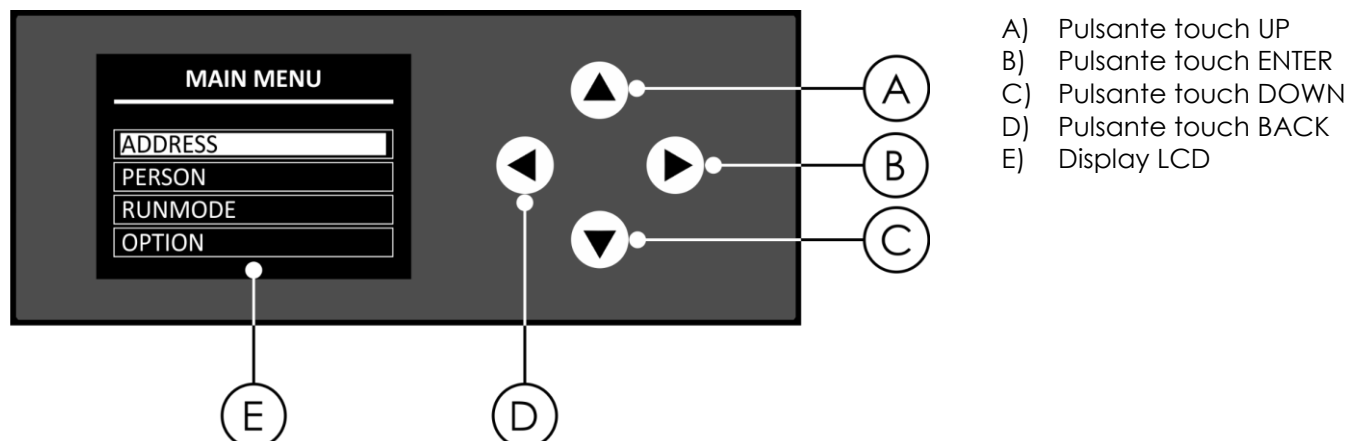 MAIN MENU
ADDRESS
PERSON
RUNMODE
OPTION
A
B
C
D
E
A) Pulsante touch UP
B) Pulsante touch ENTER
C) Pulsante touch DOWN
D) Pulsante touch BACK
E) Display LCD